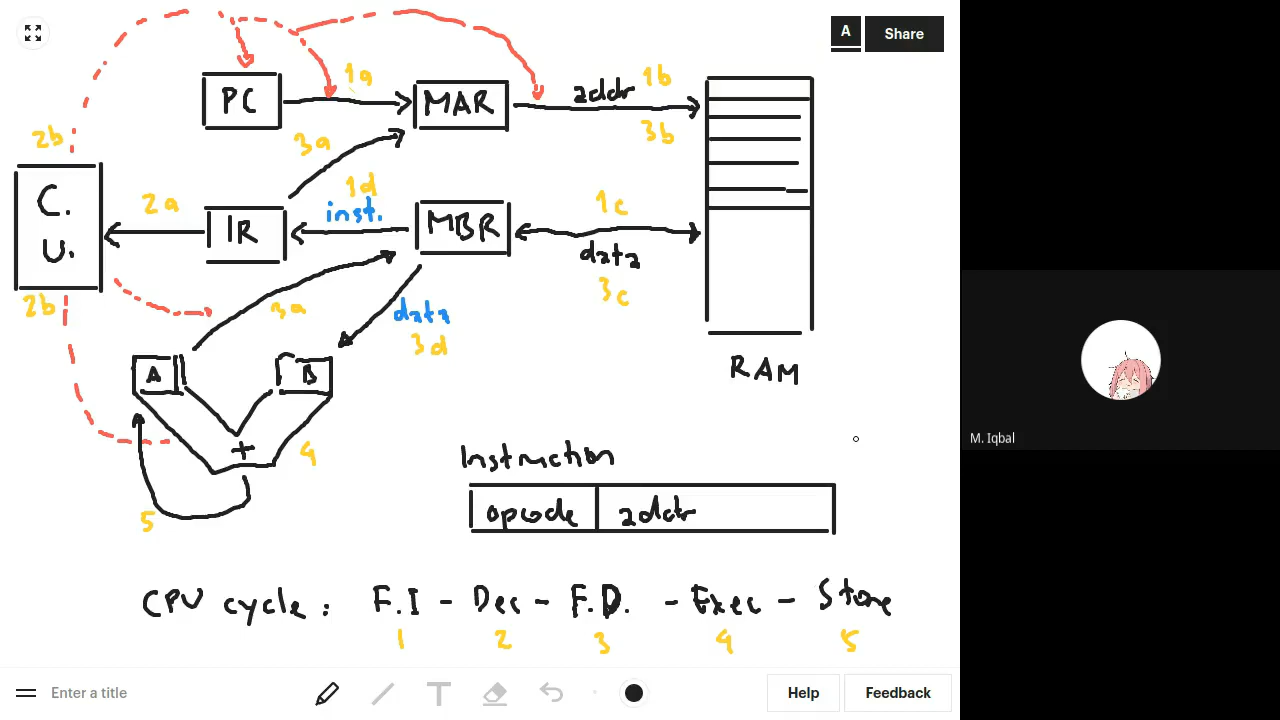 A
Share
1a
1b
PC
MAR
addr
2b
3a
3b
C.
U.
2a
1d
1c
inst.
IR
MBR
data
3c
2b
3a
data
3d
A
B
RAM
+
4
5
Instruction
opcode
addr
M. Iqbal
CPU cycle : F.I - Dec - F.D. - Exec - Store
1 2 3 4 5
Enter a title
T
Help
Feedback